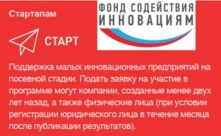 Стартапам
ФОНД СОДЕЙСТВИЯ
ИННОВАЦИЯМ
СТАРТ
Поддержка малых инновационных предприятий на
посевной стадии. Подать заявку на участие в
программе могут компании, созданные менее двух
лет назад, а также физические лица (при условии
регистрации юридического лица в течение месяца
после публикации результатов).